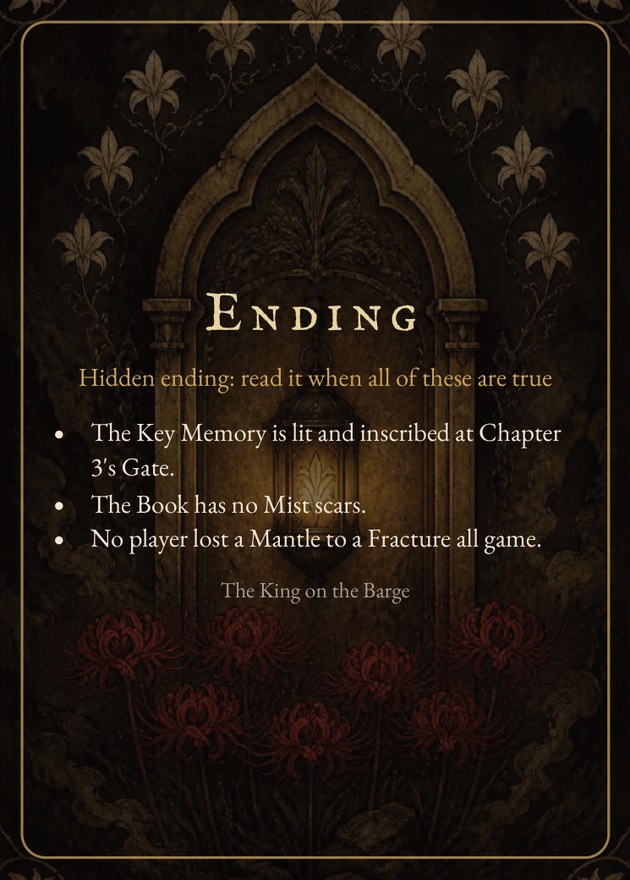 Ending
Hidden ending: read it when all of these are true
• The Key Memory is lit and inscribed at Chapter
3's Gate.
• The Book has no Mist scars.
• No player lost a Mantle to a Fracture all game.
The King on the Barge